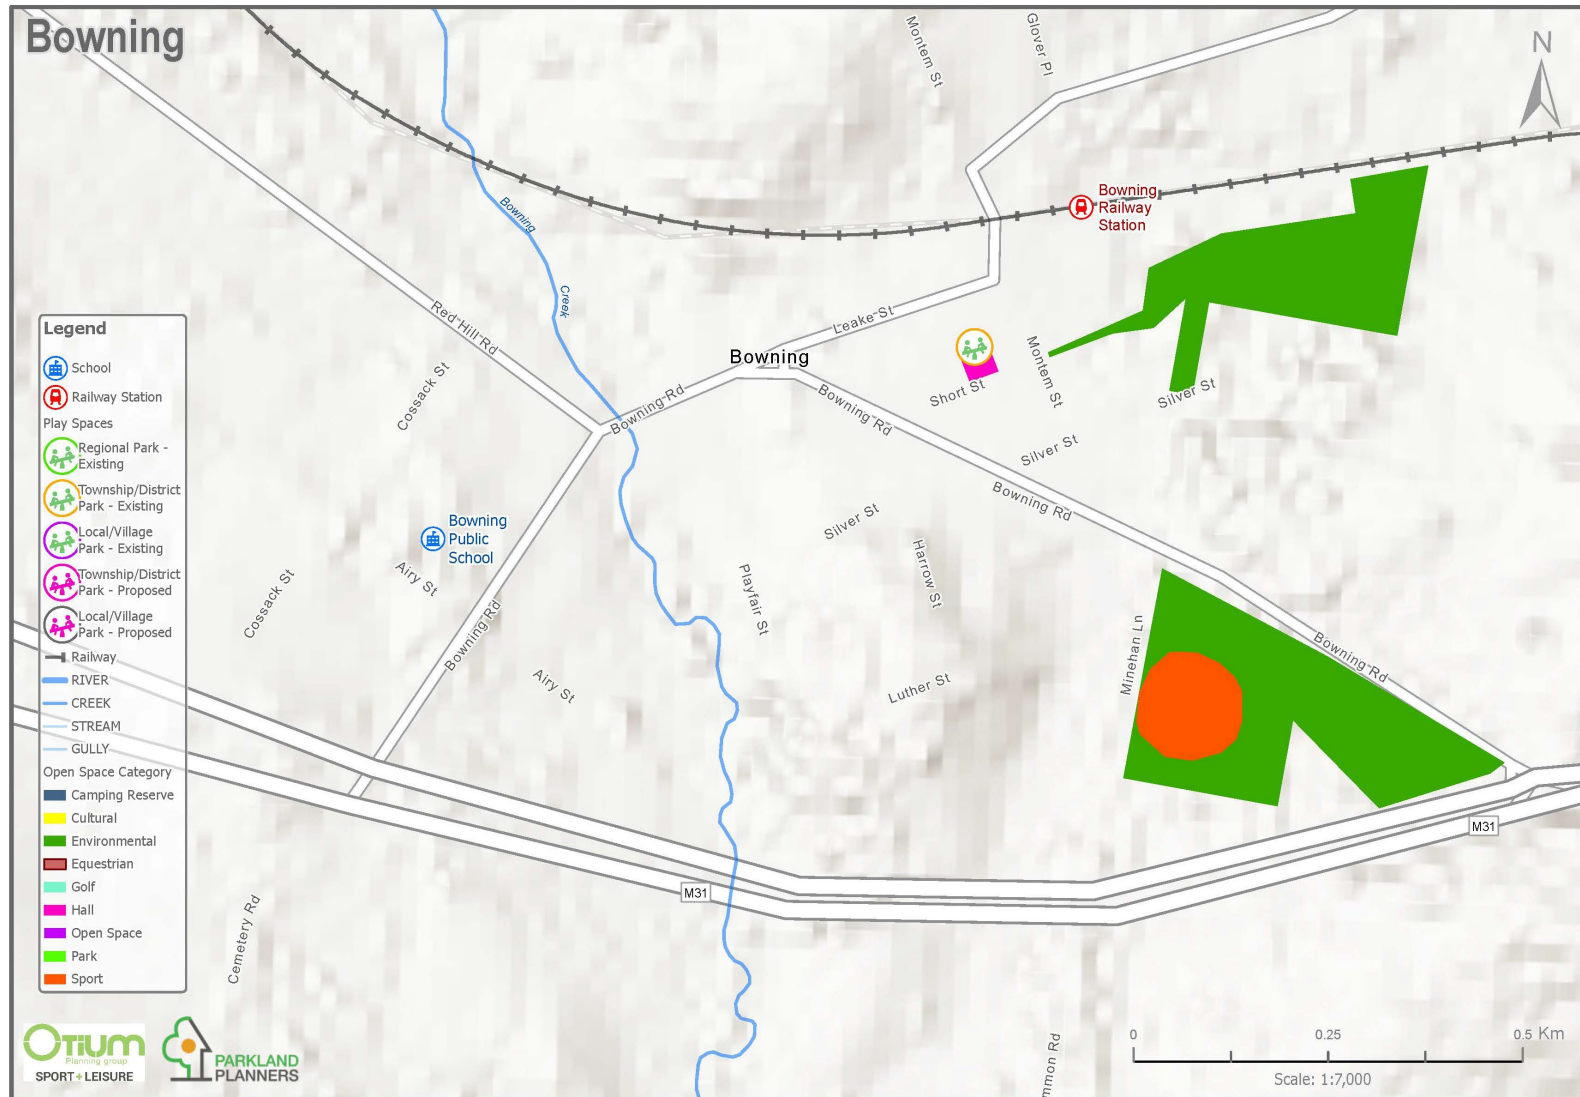 Bowning
N
Montem St
Glover Pl
Bowning
Railway
Station
Bowning
Creek
Red Hill Rd
Leake St
Bowning
Montem St
Short St
Silver St
Cossack St
Bowning Rd
Bowning Rd
Silver St
Bowning Rd
Silver St
Bowning
Public
School
Airy St
Harrow St
Playfair St
Cossack St
Bowning Rd
Minehan Ln
Bowning Rd
Airy St
Luther St
M31
M31
Cemetery Rd
mmon Rd
Legend
School
Railway Station
Play Spaces
Regional Park -
Existing
Township/District
Park - Existing
Local/Village
Park - Existing
Township/District
Park - Proposed
Local/Village
Park - Proposed
Railway
RIVER
CREEK
STREAM
GULLY
Open Space Category
Camping Reserve
Cultural
Environmental
Equestrian
Golf
Hall
Open Space
Park
Sport
OTIUM
Planning group
SPORT+LEISURE
PARKLAND
PLANNERS
0 0.25 0.5 Km
Scale: 1:7,000